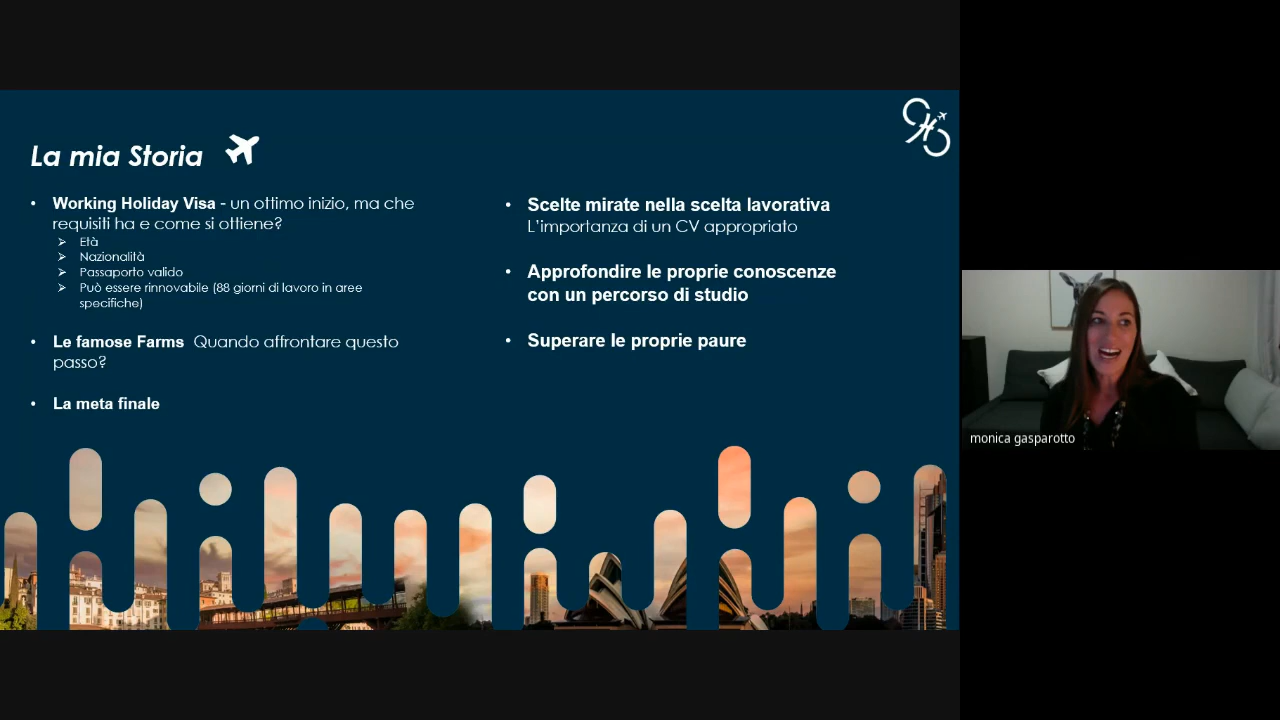 La mia Storia
• Working Holiday Visa - un ottimo inizio, ma che
requisiti ha e come si ottiene?
➢ Età
➢ Nazionalità
➢ Passaporto valido
➢ Può essere rinnovabile (88 giorni di lavoro in aree
specifiche)
• Le famose Farms Quando affrontare questo
passo?
• La meta finale
• Scelte mirate nella scelta lavorativa
L'importanza di un CV appropriato
• Approfondire le proprie conoscenze
con un percorso di studio
• Superare le proprie paure
monica gasparotto